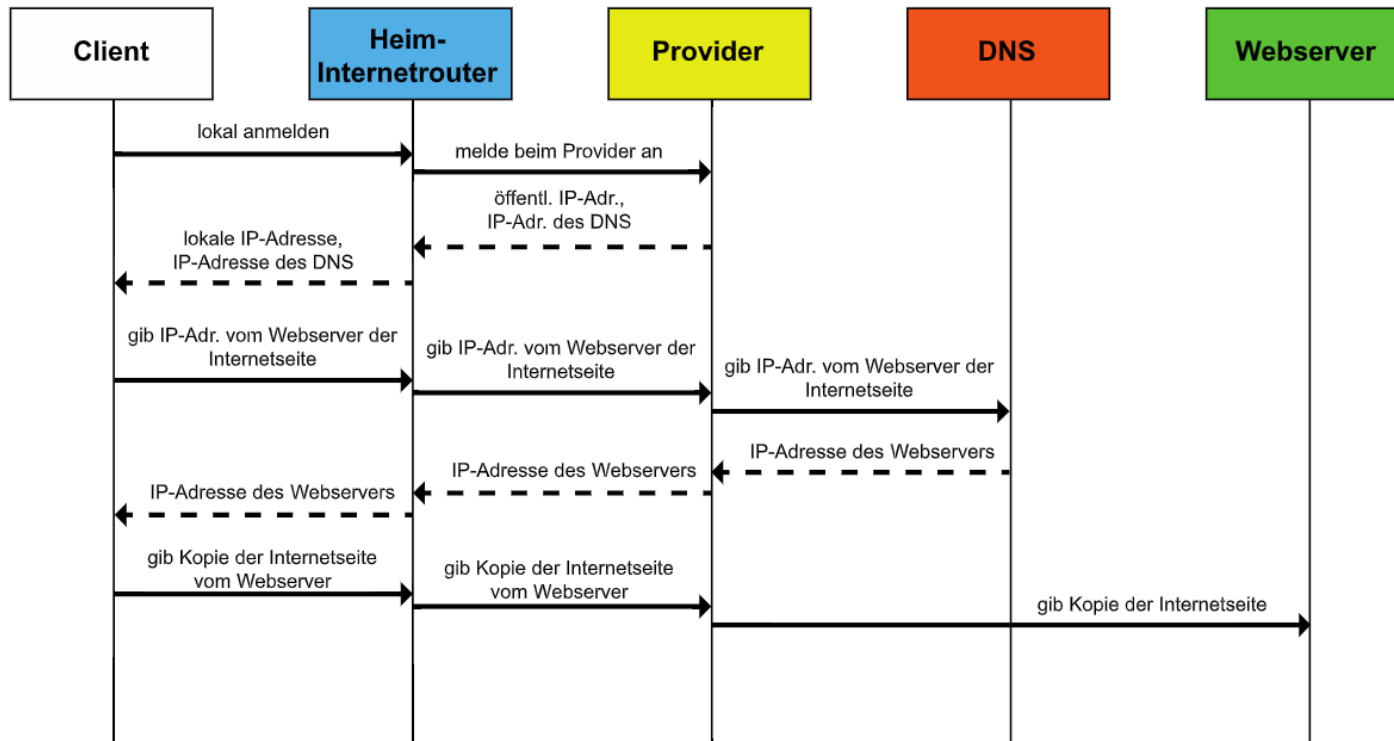 Client
Heim-
Internetrouter
Provider
DNS
Webserver
lokal anmelden
melde beim Provider an
öffentl. IP-Adr.,
IP-Adr. des DNS
lokale IP-Adresse,
IP-Adresse des DNS
gib IP-Adr. vom Webserver der
Internetseite
gib IP-Adr. vom Webserver der
Internetseite
gib IP-Adr. vom Webserver der
Internetseite
IP-Adresse des Webservers
IP-Adresse des Webservers
IP-Adresse des Webservers
gib Kopie der Internetseite
vom Webserver
gib Kopie der Internetseite
vom Webserver
gib Kopie der Internetseite